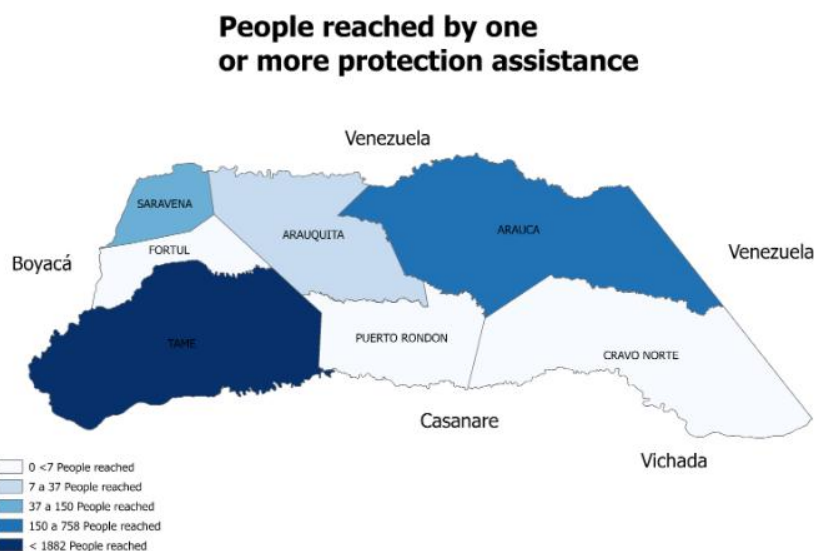 People reached by one
or more protection assistance
Venezuela
SARAVENA
ARAUQUITA
ARAUCA
FORTUL
Boyacá
Venezuela
TAME
PUERTO RONDON
CRAVO NORTE
Casanare
Vichada
0 <7 People reached
7 a 37 People reached
37 a 150 People reached
150 a 758 People reached
< 1882 People reached